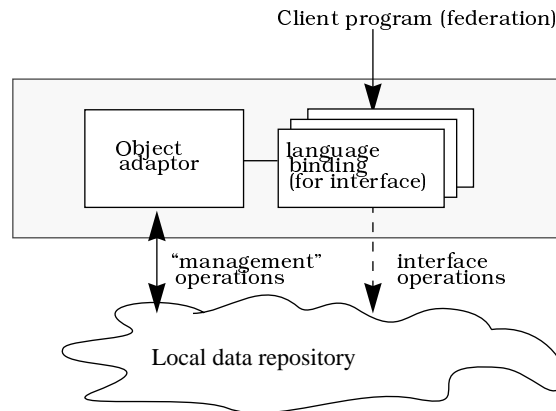 Client program (federation)
Object
adaptor
language
binding
(for interface)
“management”
operations
interface
operations
Local data repository